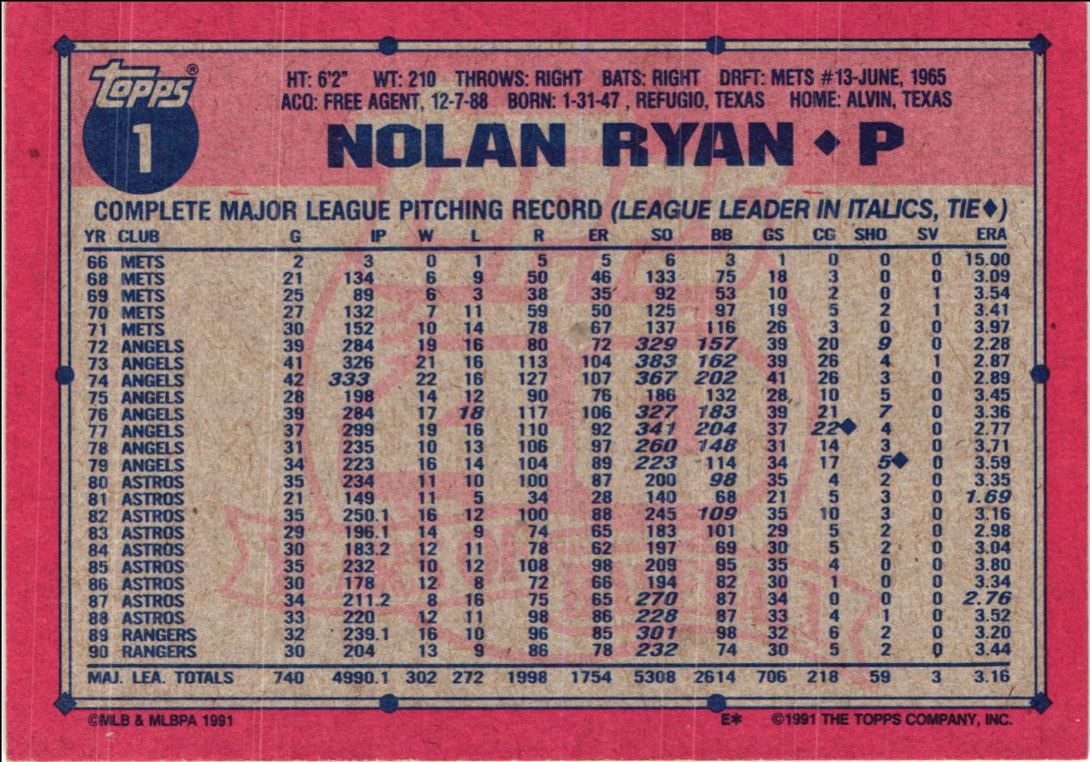 Topps®
1
HT: 6'2" WT: 210 THROWS: RIGHT BATS: RIGHT DRFT: METS #13-JUNE, 1965
ACQ: FREE AGENT, 12-7-88 BORN: 1-31-47 , REFUGIO, TEXAS HOME: ALVIN, TEXAS
NOLAN RYAN ♦ P
COMPLETE MAJOR LEAGUE PITCHING RECORD (LEAGUE LEADER IN ITALICS, TIE♦)
YR CLUB G IP W L R ER SO BB GS CG SHO SV ERA
66 METS 2 3 0 1 5 5 6 3 1 0 0 0 15.00
68 METS 21 134 6 9 50 46 133 75 18 3 0 0 3.09
69 METS 25 89 6 3 38 35 92 53 10 2 0 1 3.54
70 METS 27 132 7 11 59 50 125 97 19 5 2 1 3.41
71 METS 30 152 10 14 78 67 137 116 26 3 0 0 3.97
72 ANGELS 39 284 19 16 80 72 329 157 39 20 9 0 2.28
73 ANGELS 41 326 21 16 113 104 383 162 39 26 4 1 2.87
74 ANGELS 42 333 22 16 127 107 367 202 41 26 3 0 2.89
75 ANGELS 28 198 14 12 90 76 186 132 28 10 5 0 3.45
76 ANGELS 39 284 17 18 117 106 327 183 39 21 7 0 3.36
77 ANGELS 37 299 19 16 110 92 341 204 37 22♦ 4 0 2.77
78 ANGELS 31 235 10 13 106 97 260 148 31 14 3 0 3.71
79 ANGELS 34 223 16 14 104 89 223 114 34 17 5♦ 0 3.59
80 ASTROS 35 234 11 10 100 87 200 98 35 4 2 0 3.35
81 ASTROS 21 149 11 5 34 28 140 68 21 5 3 0 1.69
82 ASTROS 35 250.1 16 12 100 88 245 109 35 10 3 0 3.16
83 ASTROS 29 196.1 14 9 74 65 183 101 29 5 2 0 2.98
84 ASTROS 30 183.2 12 11 78 62 197 69 30 5 2 0 3.04
85 ASTROS 35 232 10 12 108 98 209 95 35 4 0 0 3.80
86 ASTROS 30 178 12 8 72 66 194 82 30 1 0 0 3.34
87 ASTROS 34 211.2 8 16 75 65 270 87 34 0 0 0 2.76
88 ASTROS 33 220 12 11 98 86 228 87 33 4 1 0 3.52
89 RANGERS 32 239.1 16 10 96 85 301 98 32 6 2 0 3.20
90 RANGERS 30 204 13 9 86 78 232 74 30 5 2 0 3.44
MAJ. LEA. TOTALS 740 4990.1 302 272 1998 1754 5308 2614 706 218 59 3 3.16
©MLB & MLBPA 1991 E* ©1991 THE TOPPS COMPANY, INC.